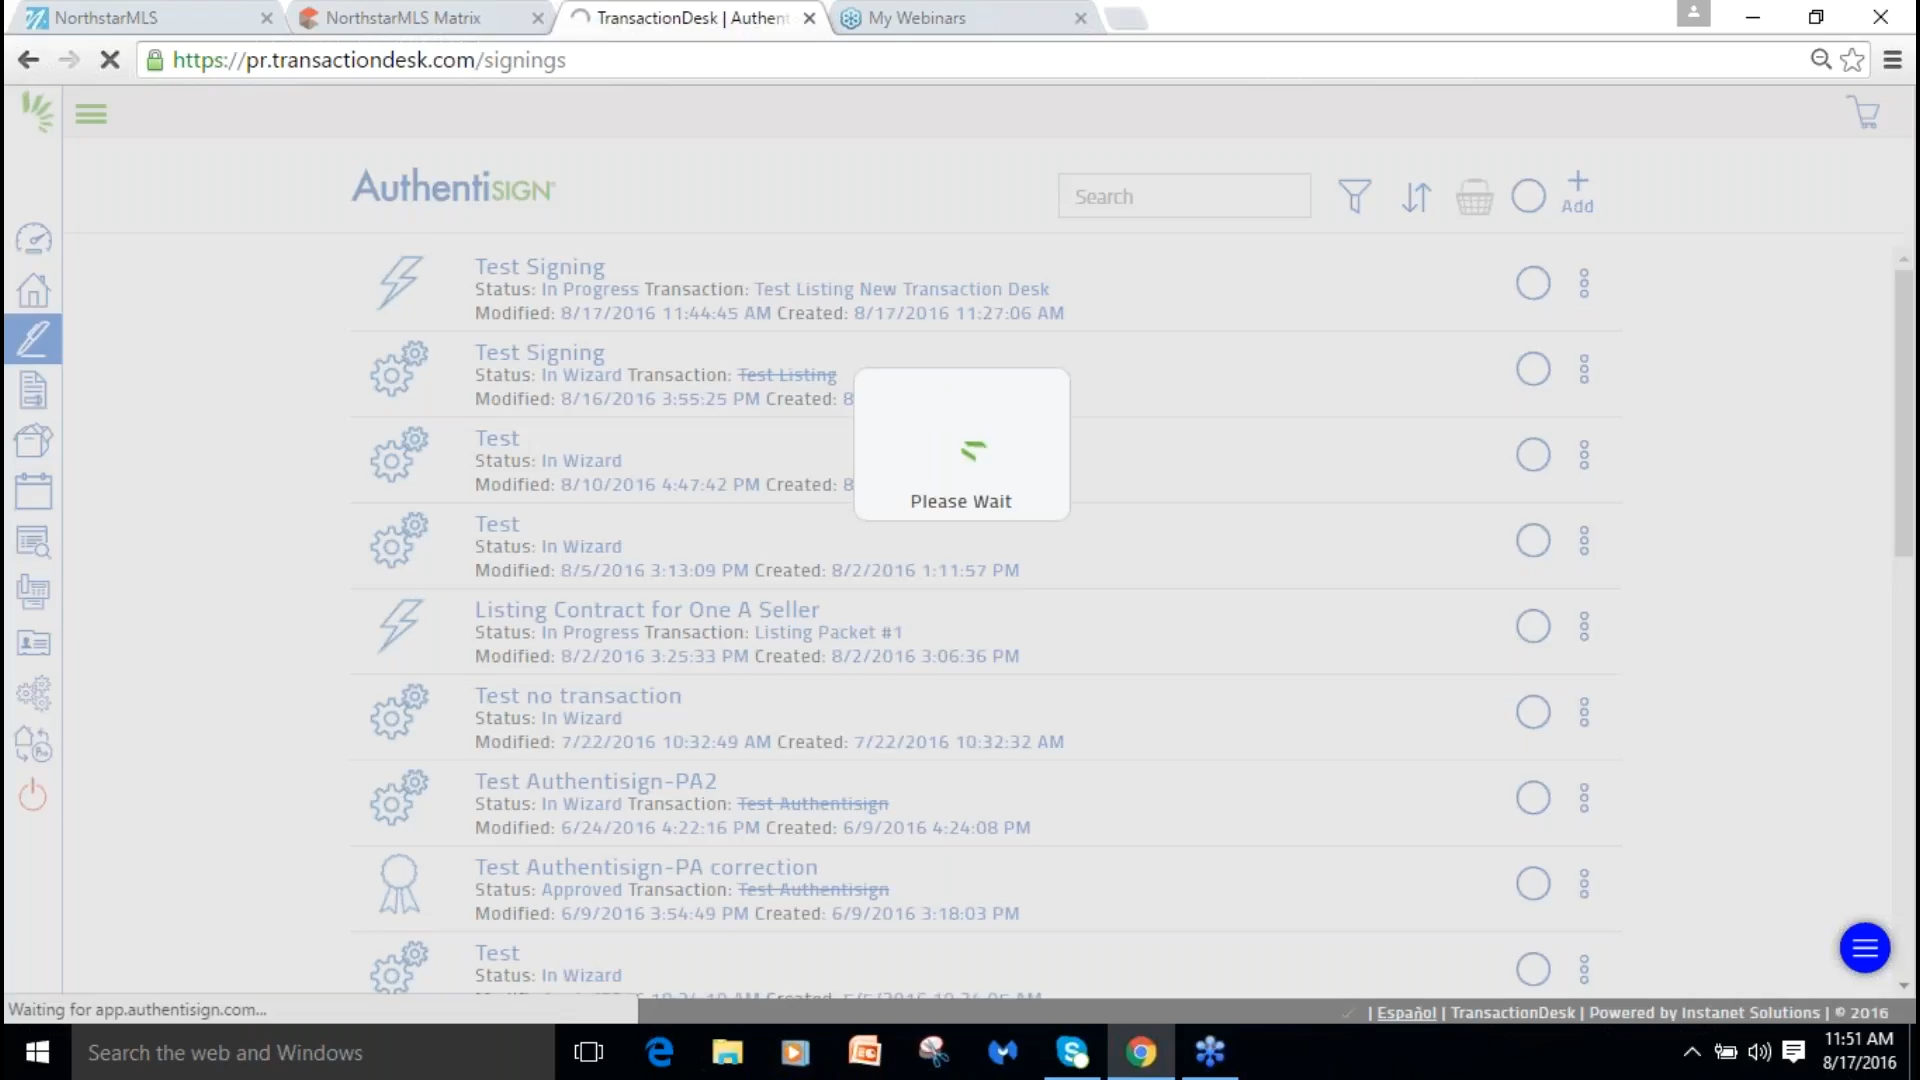 NorthstarMLS
NorthstarMLS Matrix
TransactionDesk | Authent
My Webinars
https://pr.transactiondesk.com/signings
AuthentiSIGN
Search
Add
Test Signing
Status: In Progress Transaction: Test Listing New Transaction Desk
Modified: 8/17/2016 11:44:45 AM Created: 8/17/2016 11:27:06 AM
Test Signing
Status: In Wizard Transaction: Test Listing
Modified: 8/16/2016 3:55:25 PM Created: 8
Test
Status: In Wizard
Modified: 8/10/2016 4:47:42 PM Created: 8
Please Wait
Test
Status: In Wizard
Modified: 8/5/2016 3:13:09 PM Created: 8/2/2016 1:11:57 PM
Listing Contract for One A Seller
Status: In Progress Transaction: Listing Packet #1
Modified: 8/2/2016 3:25:33 PM Created: 8/2/2016 3:06:36 PM
Test no transaction
Status: In Wizard
Modified: 7/22/2016 10:32:49 AM Created: 7/22/2016 10:32:32 AM
Test Authentisign-PA2
Status: In Wizard Transaction: Test Authentisign
Modified: 6/24/2016 4:22:16 PM Created: 6/9/2016 4:24:08 PM
Test Authentisign-PA correction
Status: Approved Transaction: Test Authentisign
Modified: 6/9/2016 3:54:49 PM Created: 6/9/2016 3:18:03 PM
Test
Status: In Wizard
Waiting for app.authentisign.com...
| Español | TransactionDesk | Powered by Instanet Solutions | © 2016
Search the web and Windows
11:51 AM
8/17/2016